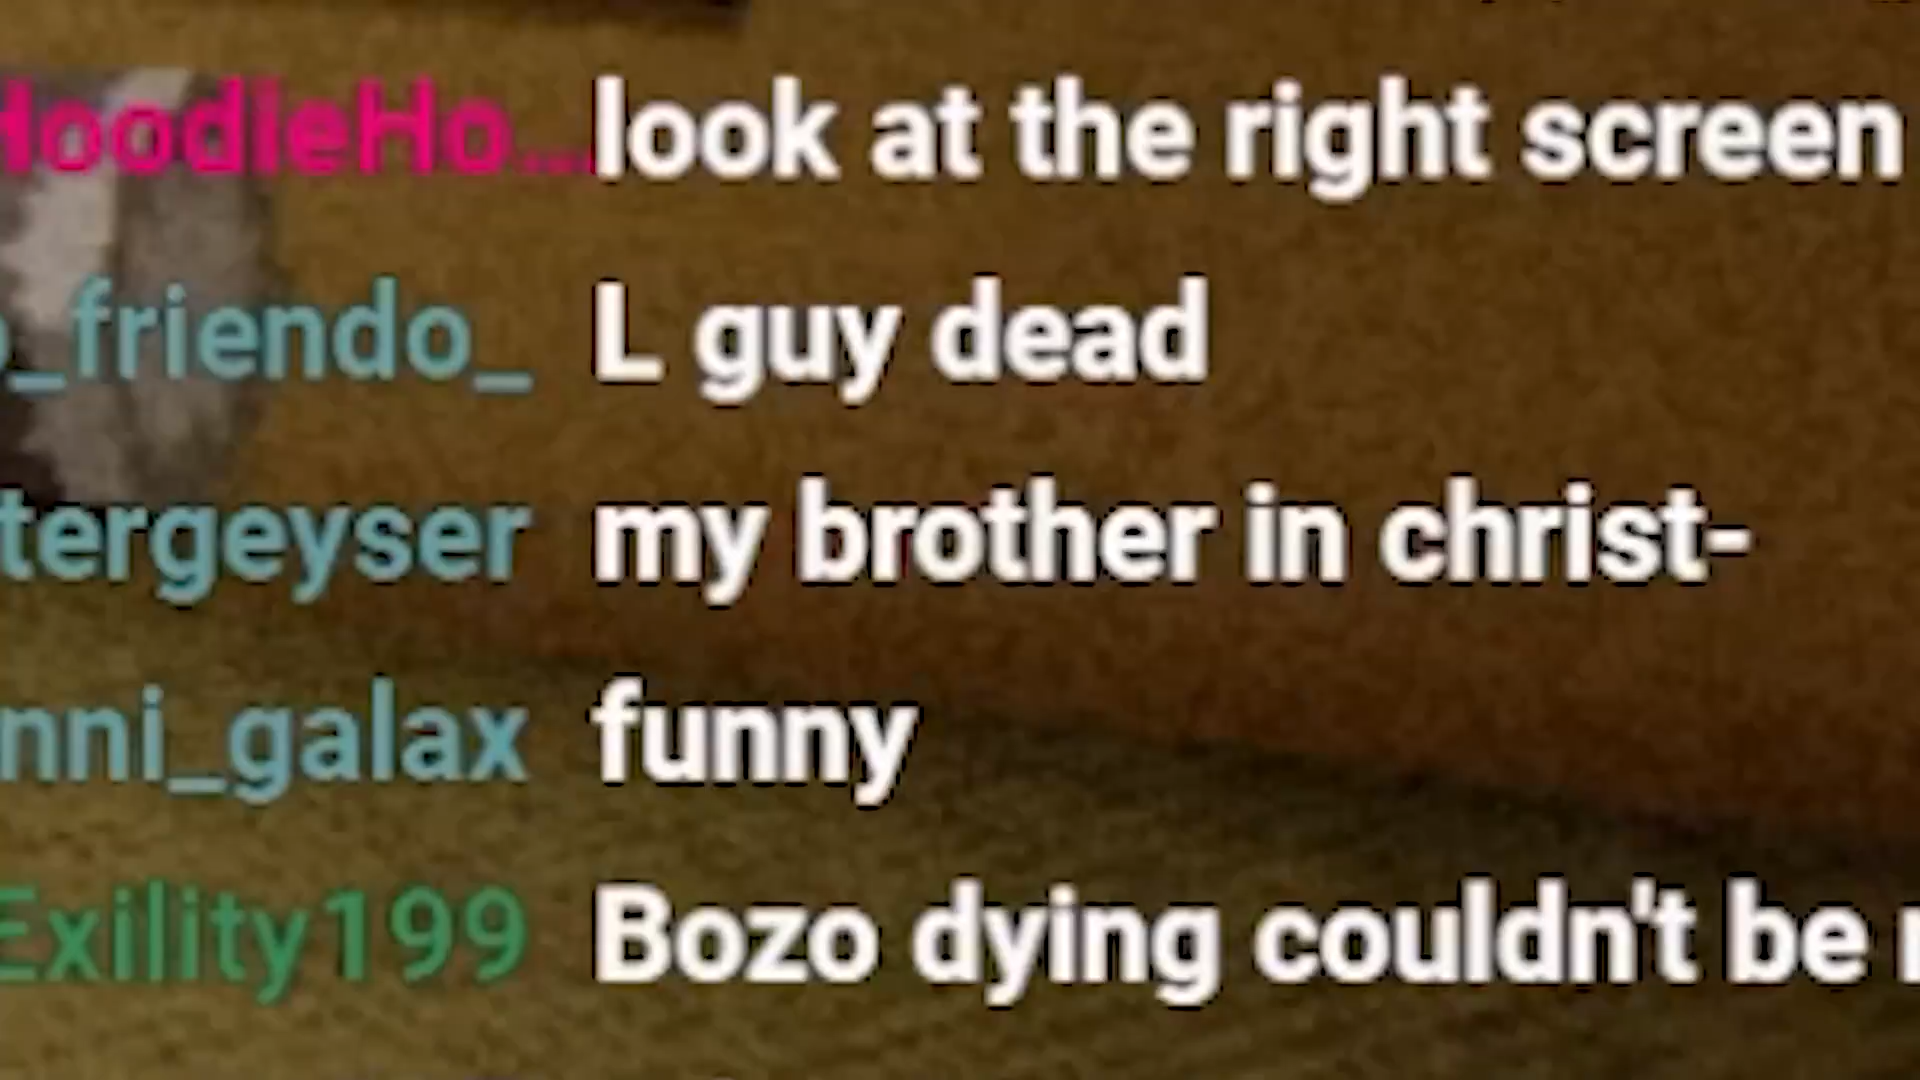 HoodieHo... look at the right screen
_friendo_ L guy dead
tergeyser my brother in christ-
nni_galax funny
Exility199 Bozo dying couldn't be